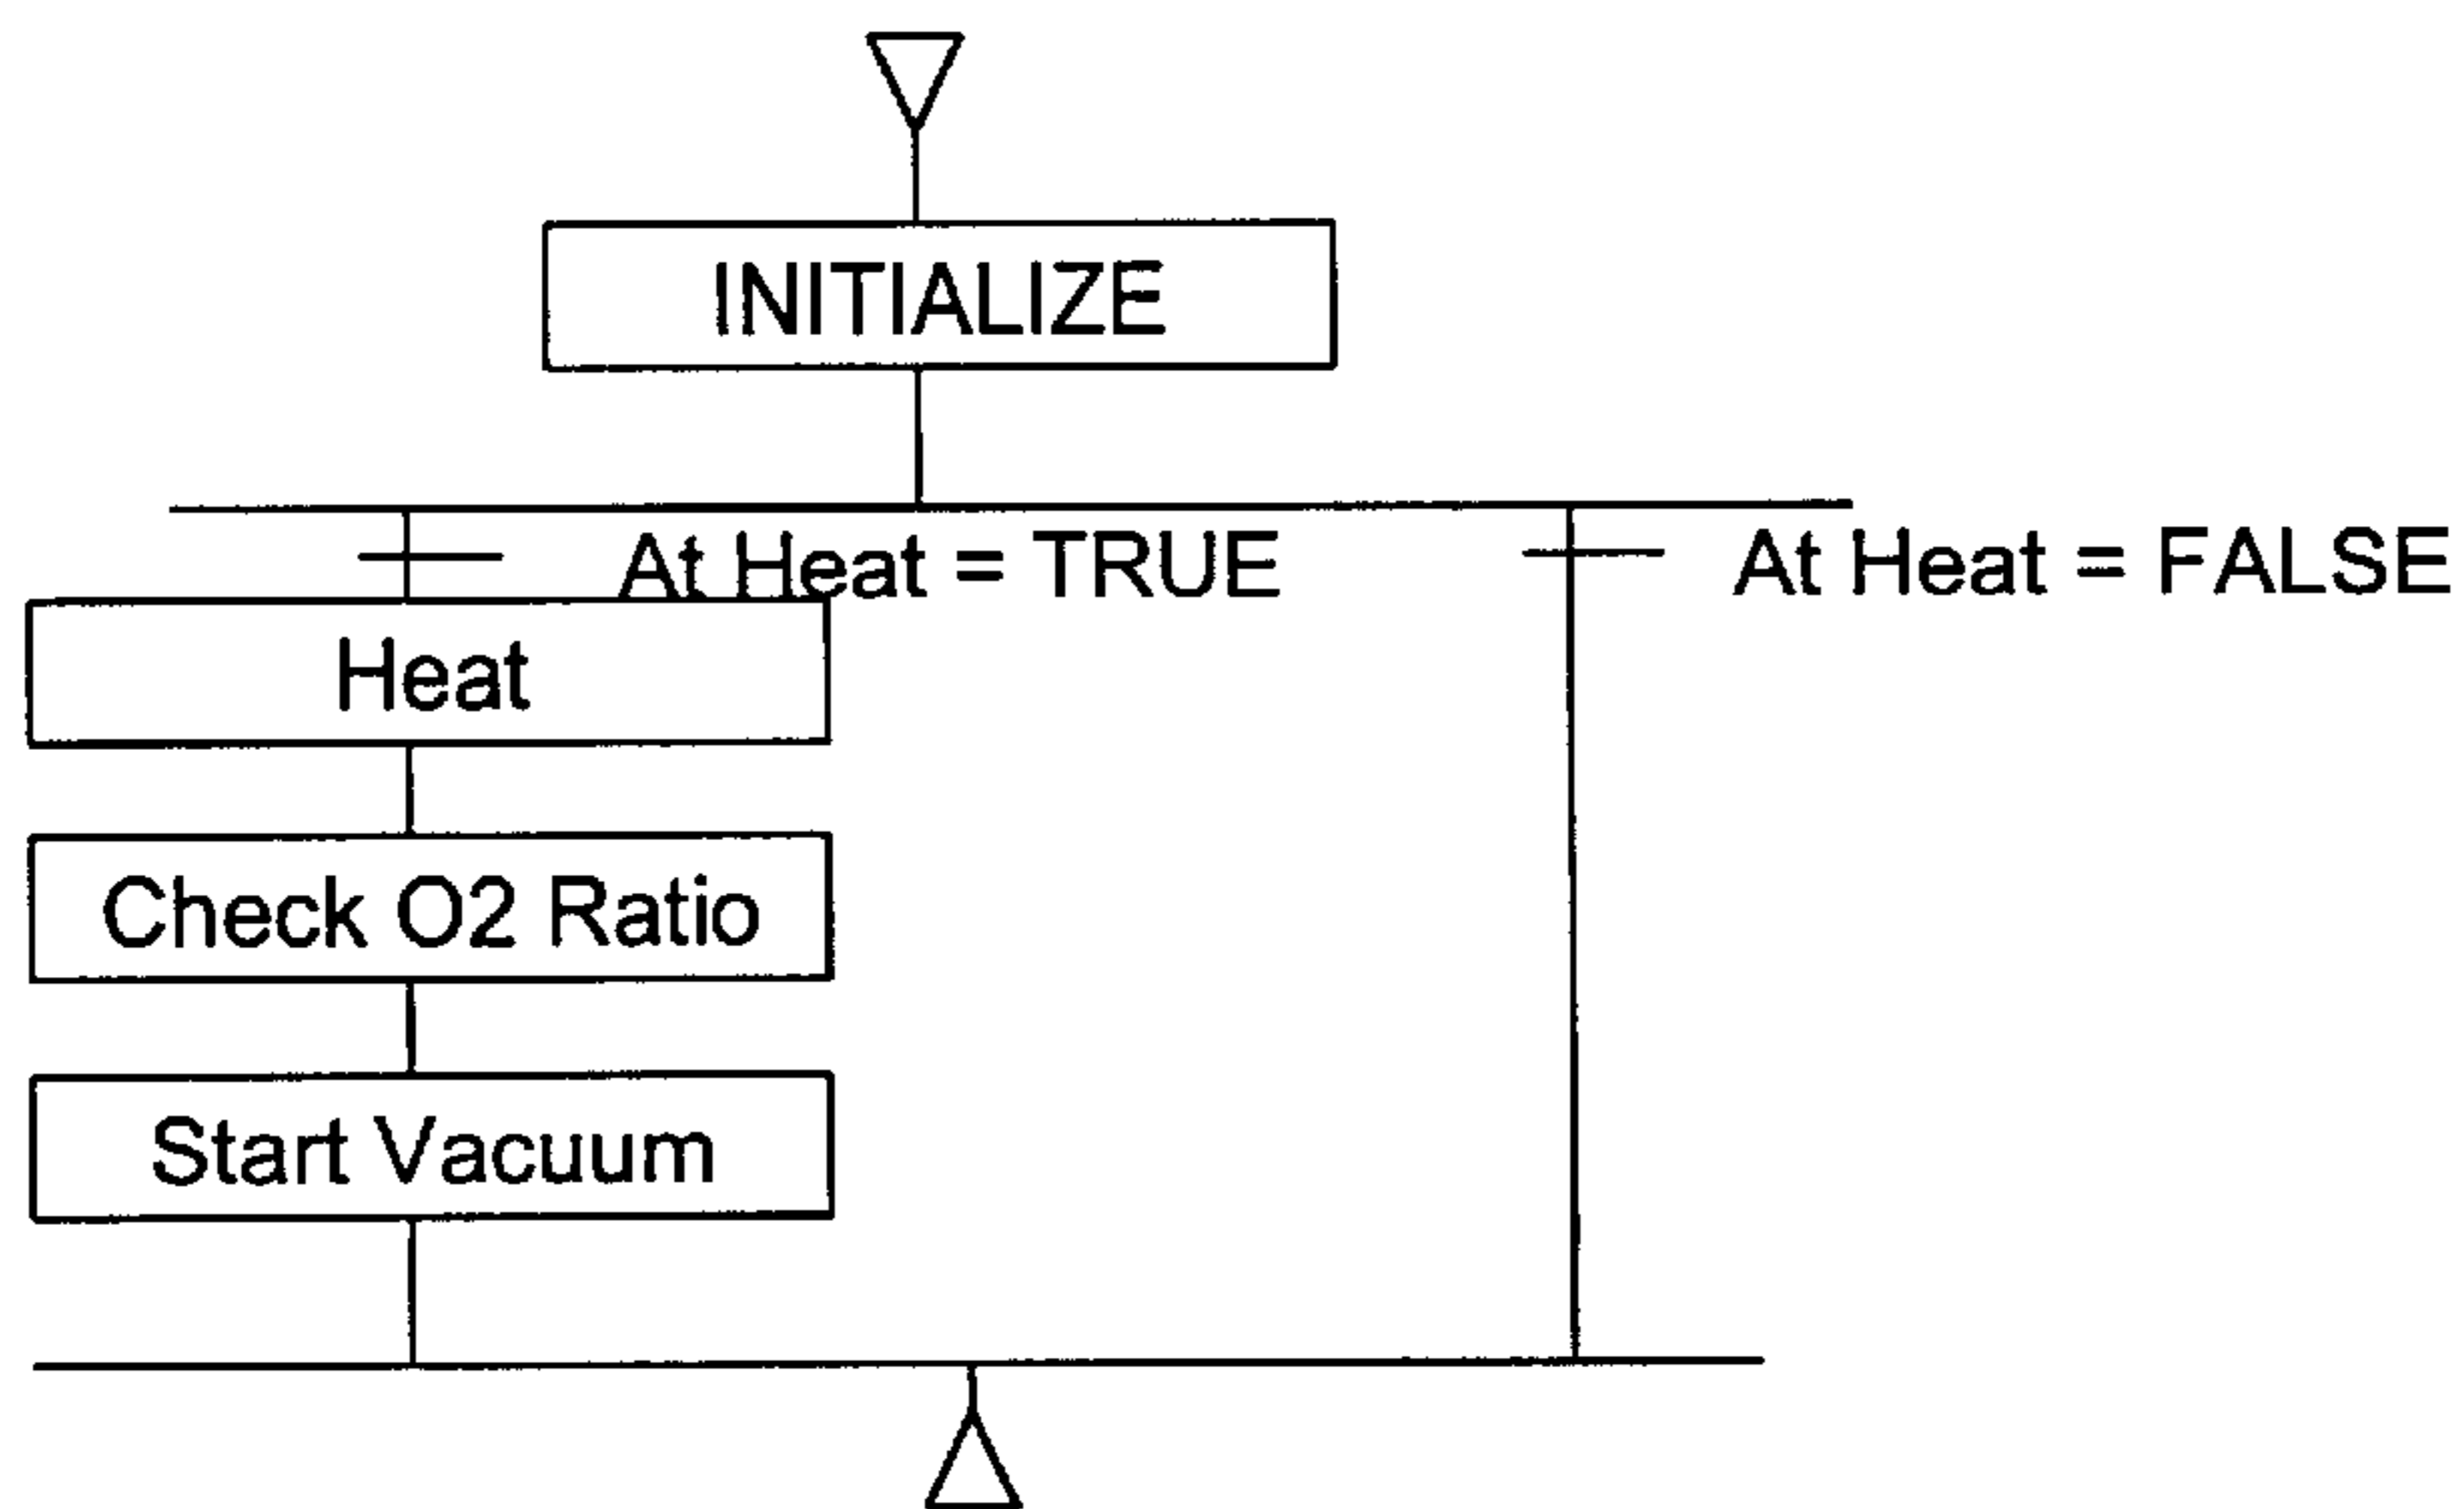 INITIALIZE
At Heat = TRUE
At Heat = FALSE
Heat
Check O2 Ratio
Start Vacuum